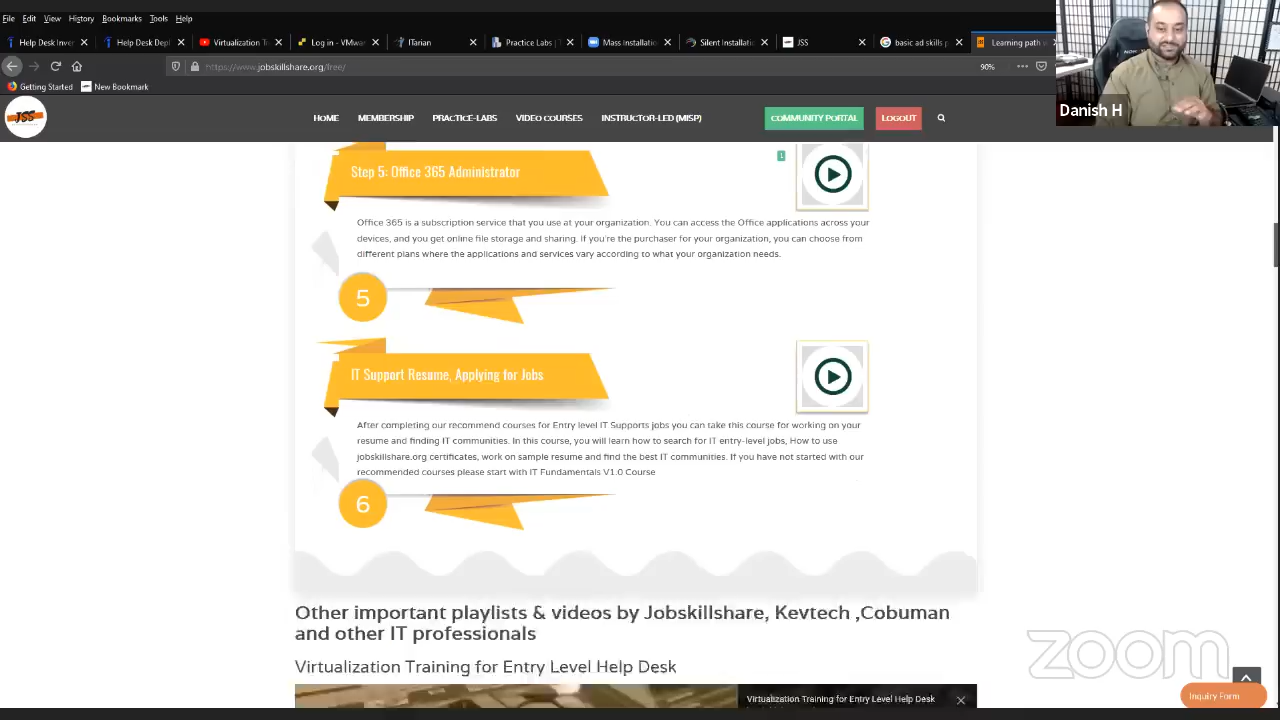 File Edit View History Bookmarks Tools Help
Help Desk Inver
Help Desk Depl
Virtualization Tr
Log in - VMwa
ITarian
Practice Labs | D
Mass Installatio
Silent Installatio
JSS
basic ad skills p
Learning path
https://www.jobskillshare.org/free/
90%
Getting Started New Bookmark
Danish H
JSS
HOME MEMBERSHIP PRACTICE-LABS VIDEO COURSES INSTRUCTOR-LED (MISP) COMMUNITY PORTAL LOGOUT
1
Step 5: Office 365 Administrator
Office 365 is a subscription service that you use at your organization. You can access the Office applications across your
devices, and you get online file storage and sharing. If you're the purchaser for your organization, you can choose from
different plans where the applications and services vary according to what your organization needs.
5
IT Support Resume, Applying for Jobs
After completing our recommend courses for Entry level IT Supports jobs you can take this course for working on your
resume and finding IT communities. In this course, you will learn how to search for IT entry-level jobs, How to use
jobskillshare.org certificates, work on sample resume and find the best IT communities. If you have not started with our
recommended courses please start with IT Fundamentals V1.0 Course
6
Other important playlists & videos by Jobskillshare, Kevtech ,Cobuman
and other IT professionals
Virtualization Training for Entry Level Help Desk
zoom
Inquiry Form
Virtualization Training for Entry Level Help Desk